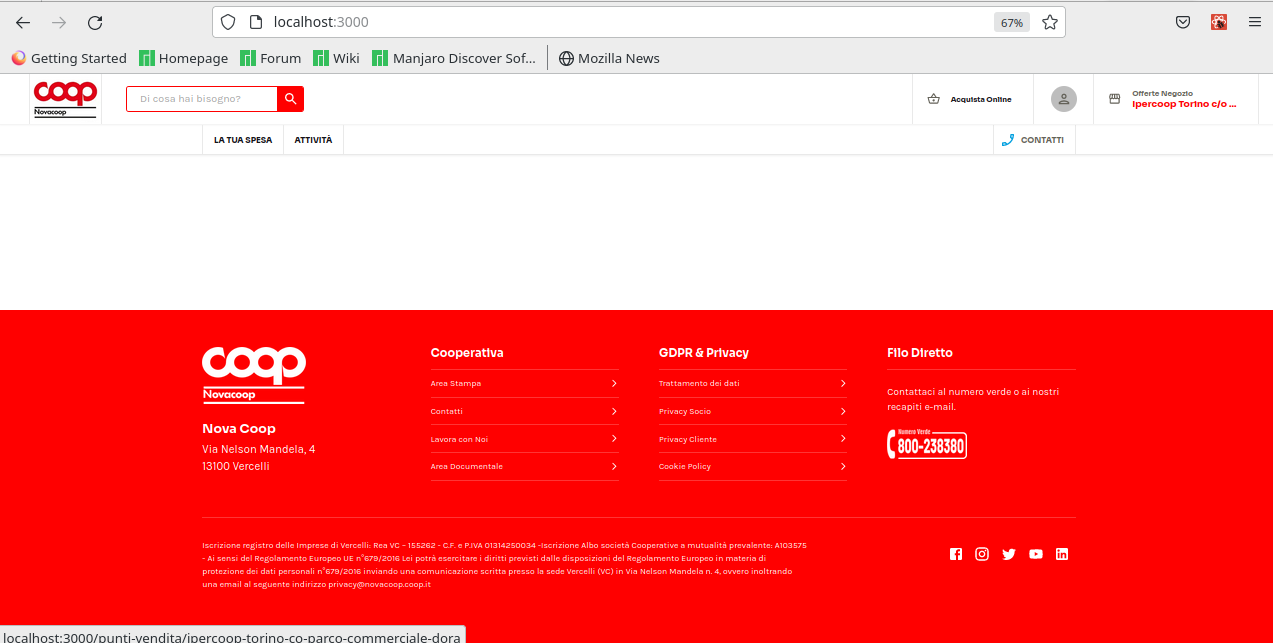 localhost:3000
67%
Getting Started
Homepage
Forum
Wiki
Manjaro Discover Sof...
Mozilla News
coop
Novacoop
Di cosa hai bisogno?
Acquista Online
Offerte Negozio
Ipercoop Torino c/o ...
LA TUA SPESA
ATTIVITÀ
CONTATTI
coop
Novacoop
Nova Coop
Via Nelson Mandela, 4
13100 Vercelli
Cooperativa
Area Stampa
Contatti
Lavora con Noi
Area Documentale
GDPR & Privacy
Trattamento dei dati
Privacy Socio
Privacy Cliente
Cookie Policy
Filo Diretto
Contattaci al numero verde o ai nostri
recapiti e-mail.
Numero Verde
800-238380
Iscrizione registro delle Imprese di Vercelli: Rea VC - 155262 - C.F. e P.IVA 01314250034 -Iscrizione Albo società Cooperative a mutualità prevalente: A103575
- Ai sensi del Regolamento Europeo UE n°679/2016 Lei potrà esercitare i diritti previsti dalle disposizioni del Regolamento Europeo in materia di
protezione dei dati personali n°679/2016 inviando una comunicazione scritta presso la sede Vercelli (VC) in Via Nelson Mandela n. 4, ovvero inoltrando
una email al seguente indirizzo privacy@novacoop.coop.it
localhost:3000/punti-vendita/ipercoop-torino-co-parco-commerciale-dora